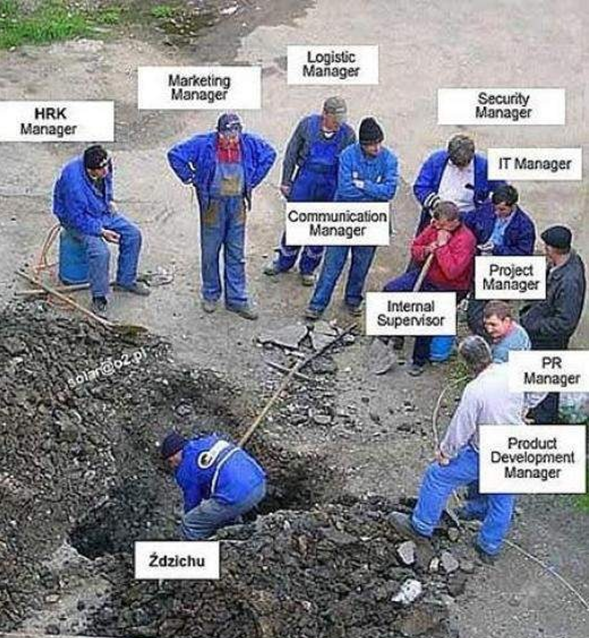 Logistic
Manager
Marketing
Manager
HRK
Manager
Security
Manager
IT Manager
Communication
Manager
Project
Manager
Internal
Supervisor
PR
Manager
Product
Development
Manager
solar@o2.pl
Ździchu